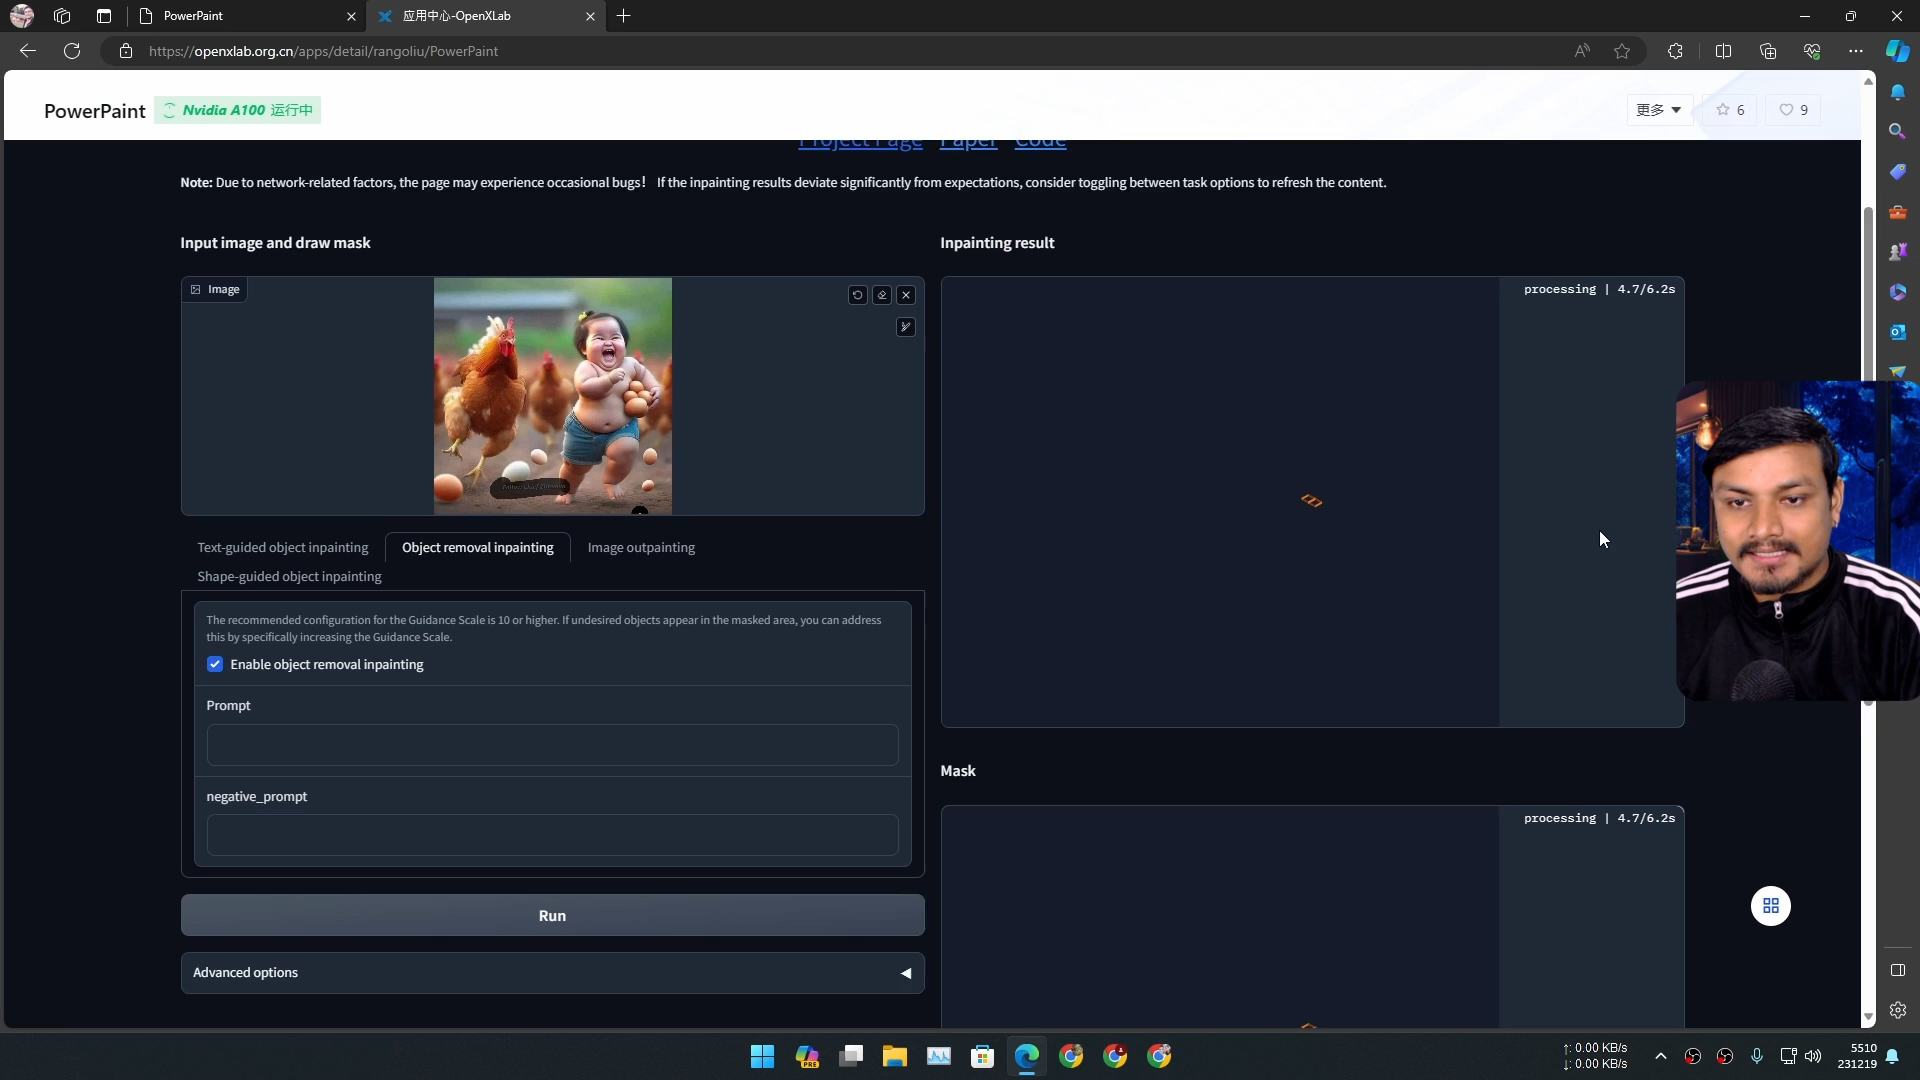 PowerPaint
应用中心-OpenXLab
https://openxlab.org.cn/apps/detail/rangoliu/PowerPaint
PowerPaint
Nvidia A100 运行中
更多
6
9
Project Page Paper Code
Note: Due to network-related factors, the page may experience occasional bugs！ If the inpainting results deviate significantly from expectations, consider toggling between task options to refresh the content.
Input image and draw mask
Inpainting result
Image
processing | 4.7/6.2s
Text-guided object inpainting
Object removal inpainting
Image outpainting
Shape-guided object inpainting
The recommended configuration for the Guidance Scale is 10 or higher. If undesired objects appear in the masked area, you can address
this by specifically increasing the Guidance Scale.
Enable object removal inpainting
Prompt
Mask
negative_prompt
processing | 4.7/6.2s
Run
Advanced options
PRE
↑: 0.00 KB/s
↓: 0.00 KB/s
5510
231219